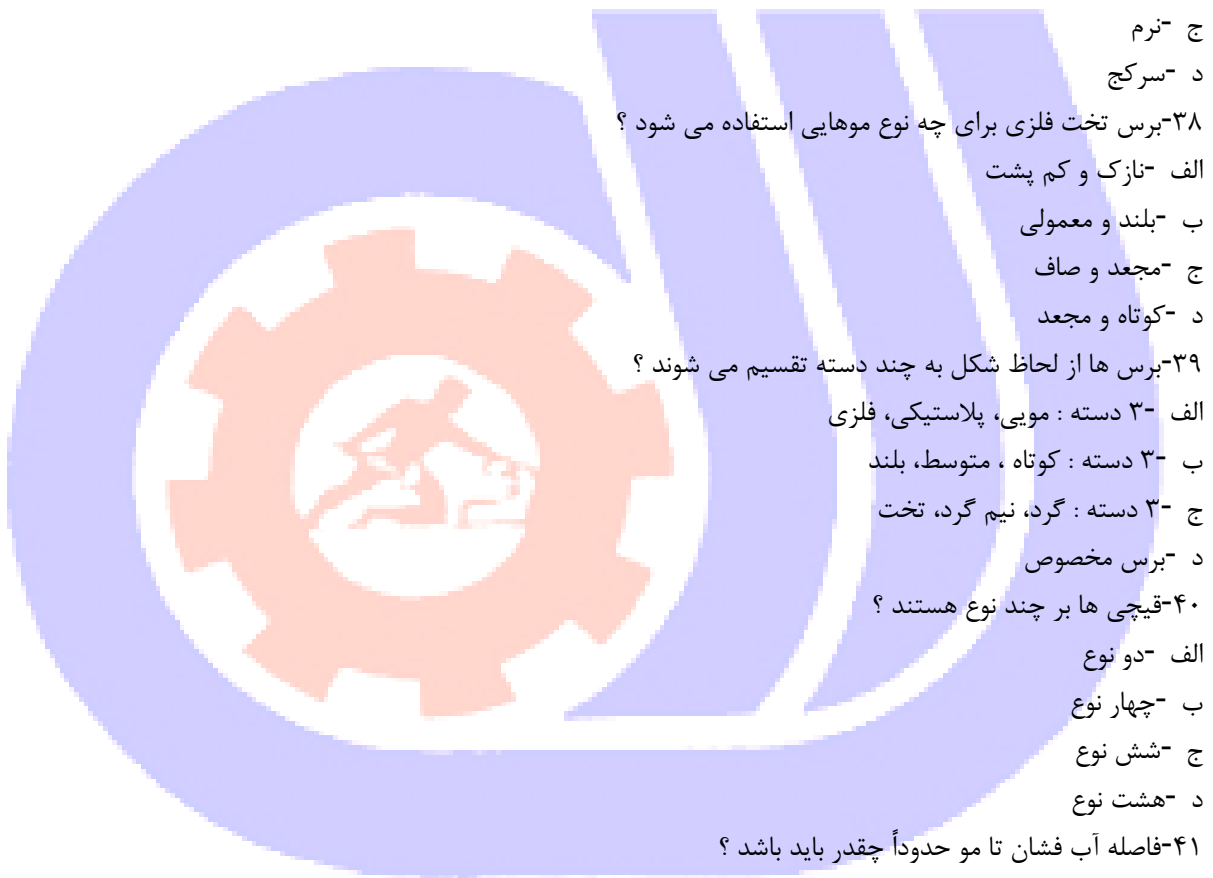 ج -نرم
د -سرکج
۳۸-برس تخت فلزی برای چه نوع موهایی استفاده می شود ؟
الف -نازک و کم پشت
ب -بلند و معمولی
ج -مجعد و صاف
د -کوتاه و مجعد
۳۹-برس ها از لحاظ شکل به چند دسته تقسیم می شوند ؟
الف -۳ دسته : مویی، پلاستیکی، فلزی
ب -۳ دسته : کوتاه ، متوسط، بلند
ج -۳ دسته : گرد، نیم گرد، تخت
د -برس مخصوص
۴۰-قیچی ها بر چند نوع هستند ؟
الف -دو نوع
ب -چهار نوع
ج -شش نوع
د -هشت نوع
۴۱-فاصله آب فشان تا مو حدوداً چقدر باید باشد ؟